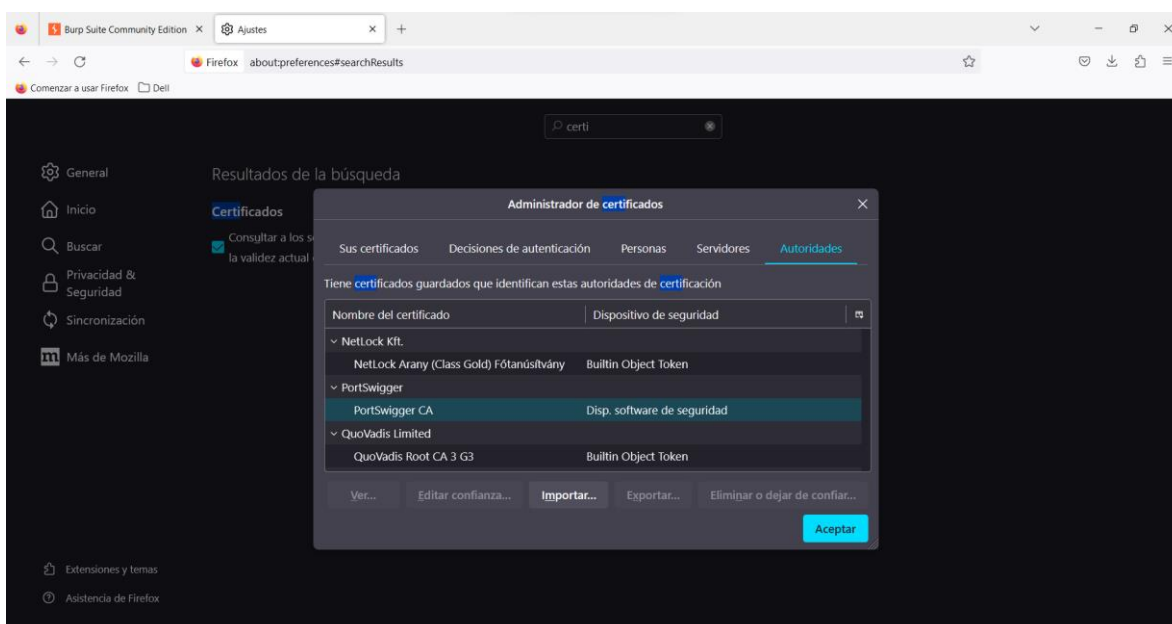 Burp Suite Community Edition
Ajustes
Firefox about:preferences#searchResults
Comenzar a usar Firefox Dell
certi
General
Resultados de la búsqueda
Inicio
Certificados
Administrador de certificados
Buscar
Consultar a los s
la validez actual
Sus certificados Decisiones de autenticación Personas Servidores Autoridades
Privacidad &
Seguridad
Tiene certificados guardados que identifican estas autoridades de certificación
Sincronización
Nombre del certificado Dispositivo de seguridad
NetLock Kft.
m Más de Mozilla
NetLock Arany (Class Gold) Főtanúsítvány Builtin Object Token
PortSwigger
PortSwigger CA Disp. software de seguridad
QuoVadis Limited
QuoVadis Root CA 3 G3 Builtin Object Token
Ver... Editar confianza... Importar... Exportar... Eliminar o dejar de confiar...
Aceptar
Extensiones y temas
Asistencia de Firefox